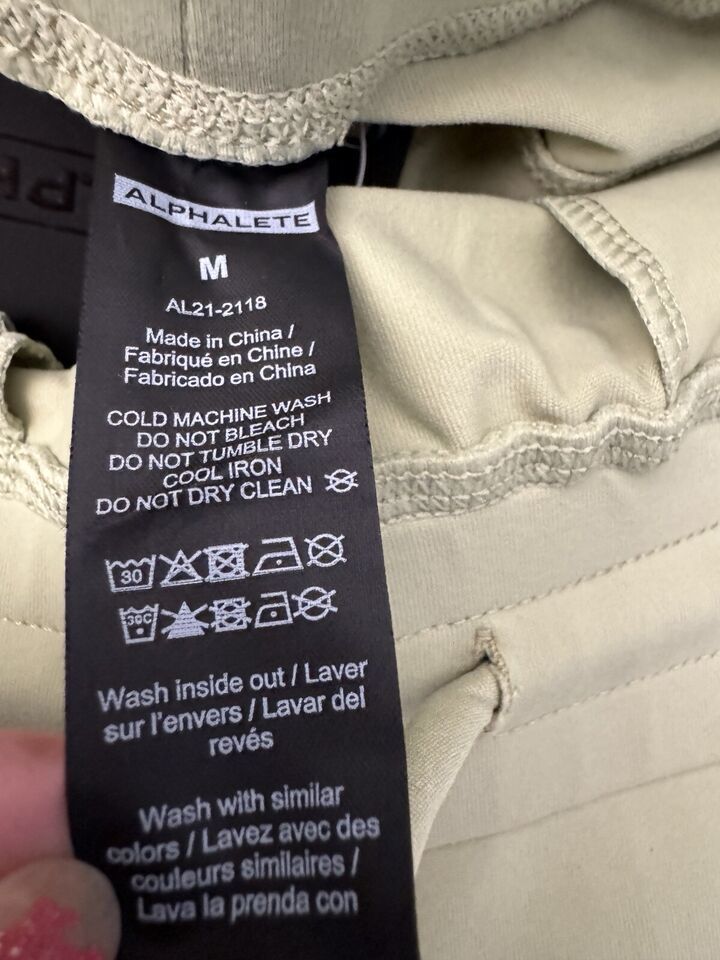 ALPHALETE
M
AL21-2118
Made in China /
Fabriqué en Chine /
Fabricado en China
COLD MACHINE WASH
DO NOT BLEACH
DO NOT TUMBLE DRY
COOL IRON
DO NOT DRY CLEAN
30
30C
Wash inside out / Laver
sur l'envers / Lavar del
revés
Wash with similar
colors / Lavez avec des
couleurs similaires /
Lava la prenda con